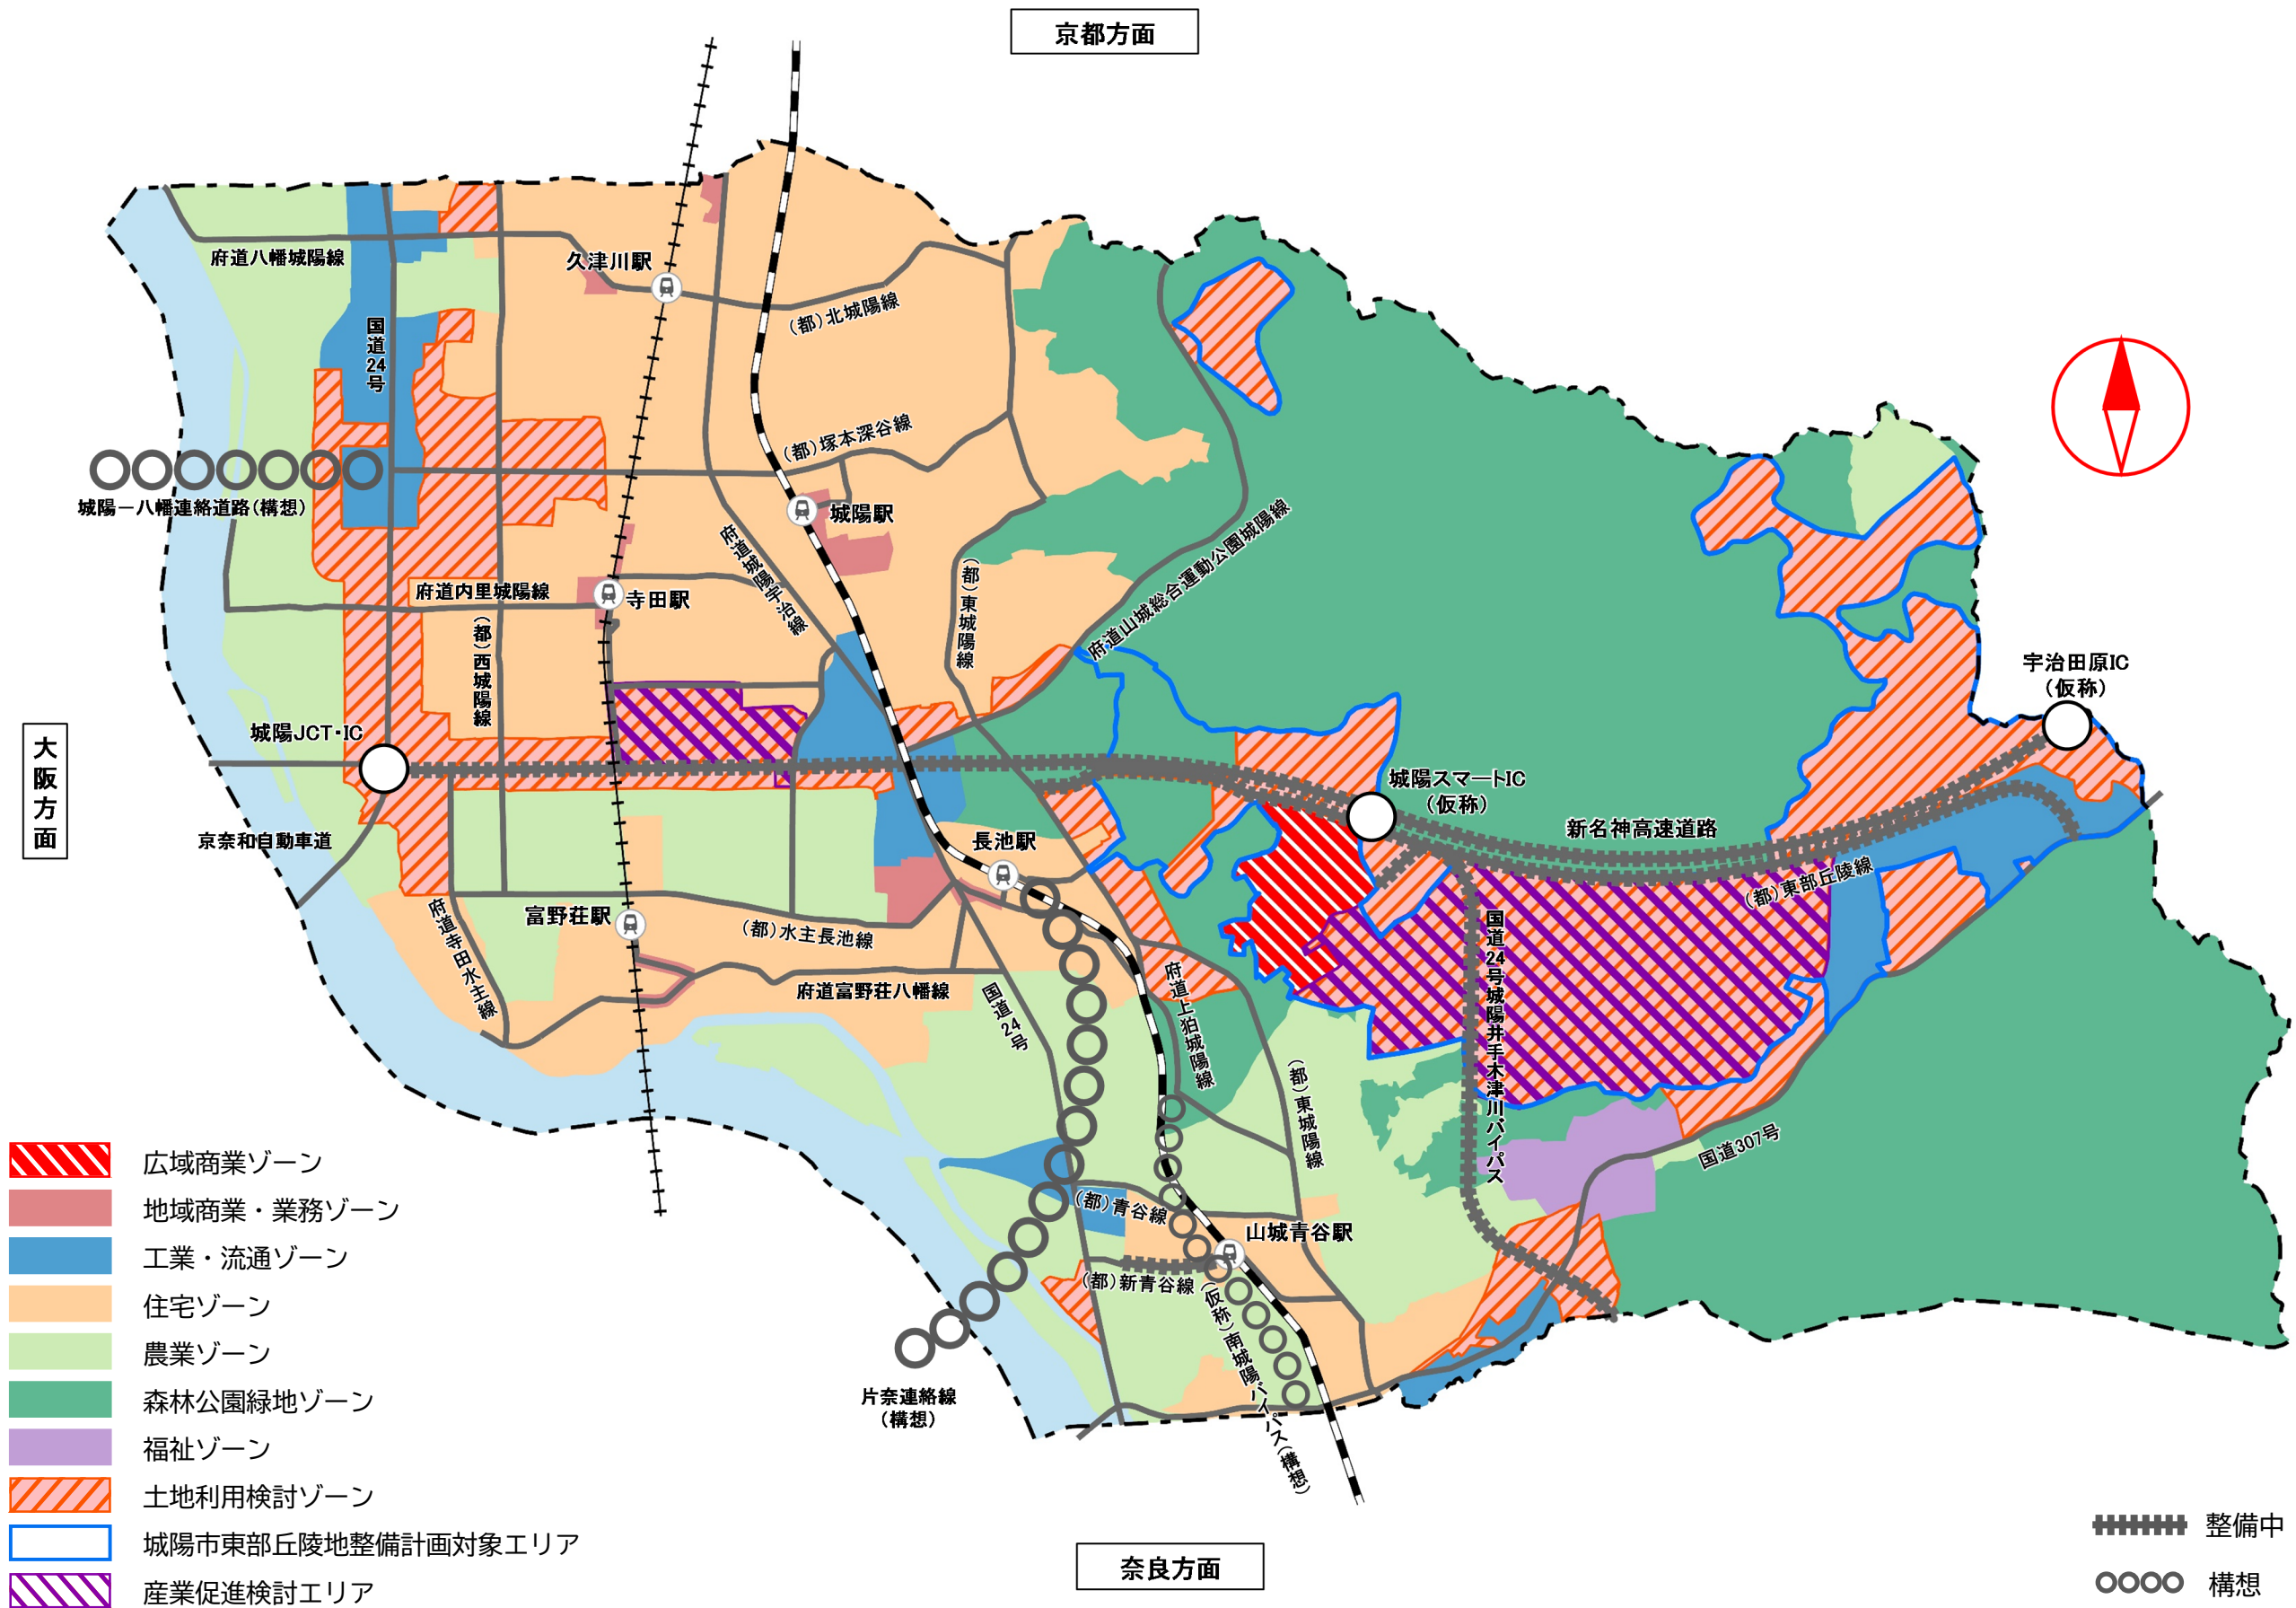 京都方面
府道八幡城陽線
久津川駅
(都)北城陽線
国道24号
(都)塚本深谷線
城陽ー八幡連絡道路(構想)
城陽駅
府道城陽宇治線
(都)東城陽線
府道山城総合運動公園城陽線
府道内里城陽線
寺田駅
(都)西城陽線
宇治田原IC
(仮称)
大阪方面
城陽JCT・IC
城陽スマートIC
(仮称)
新名神高速道路
京奈和自動車道
長池駅
(都)東部丘陵線
府道寺田水主線
富野荘駅
(都)水主長池線
国道24号城陽井手木津川バイパス
府道富野荘八幡線
国道24号
府道上狛城陽線
(都)東城陽線
国道307号
(都)青谷線
山城青谷駅
(都)新青谷線
(仮称)南城陽バイパス(構想)
片奈連絡線
(構想)
奈良方面
広域商業ゾーン
地域商業・業務ゾーン
工業・流通ゾーン
住宅ゾーン
農業ゾーン
森林公園緑地ゾーン
福祉ゾーン
土地利用検討ゾーン
城陽市東部丘陵地整備計画対象エリア
産業促進検討エリア
整備中
構想